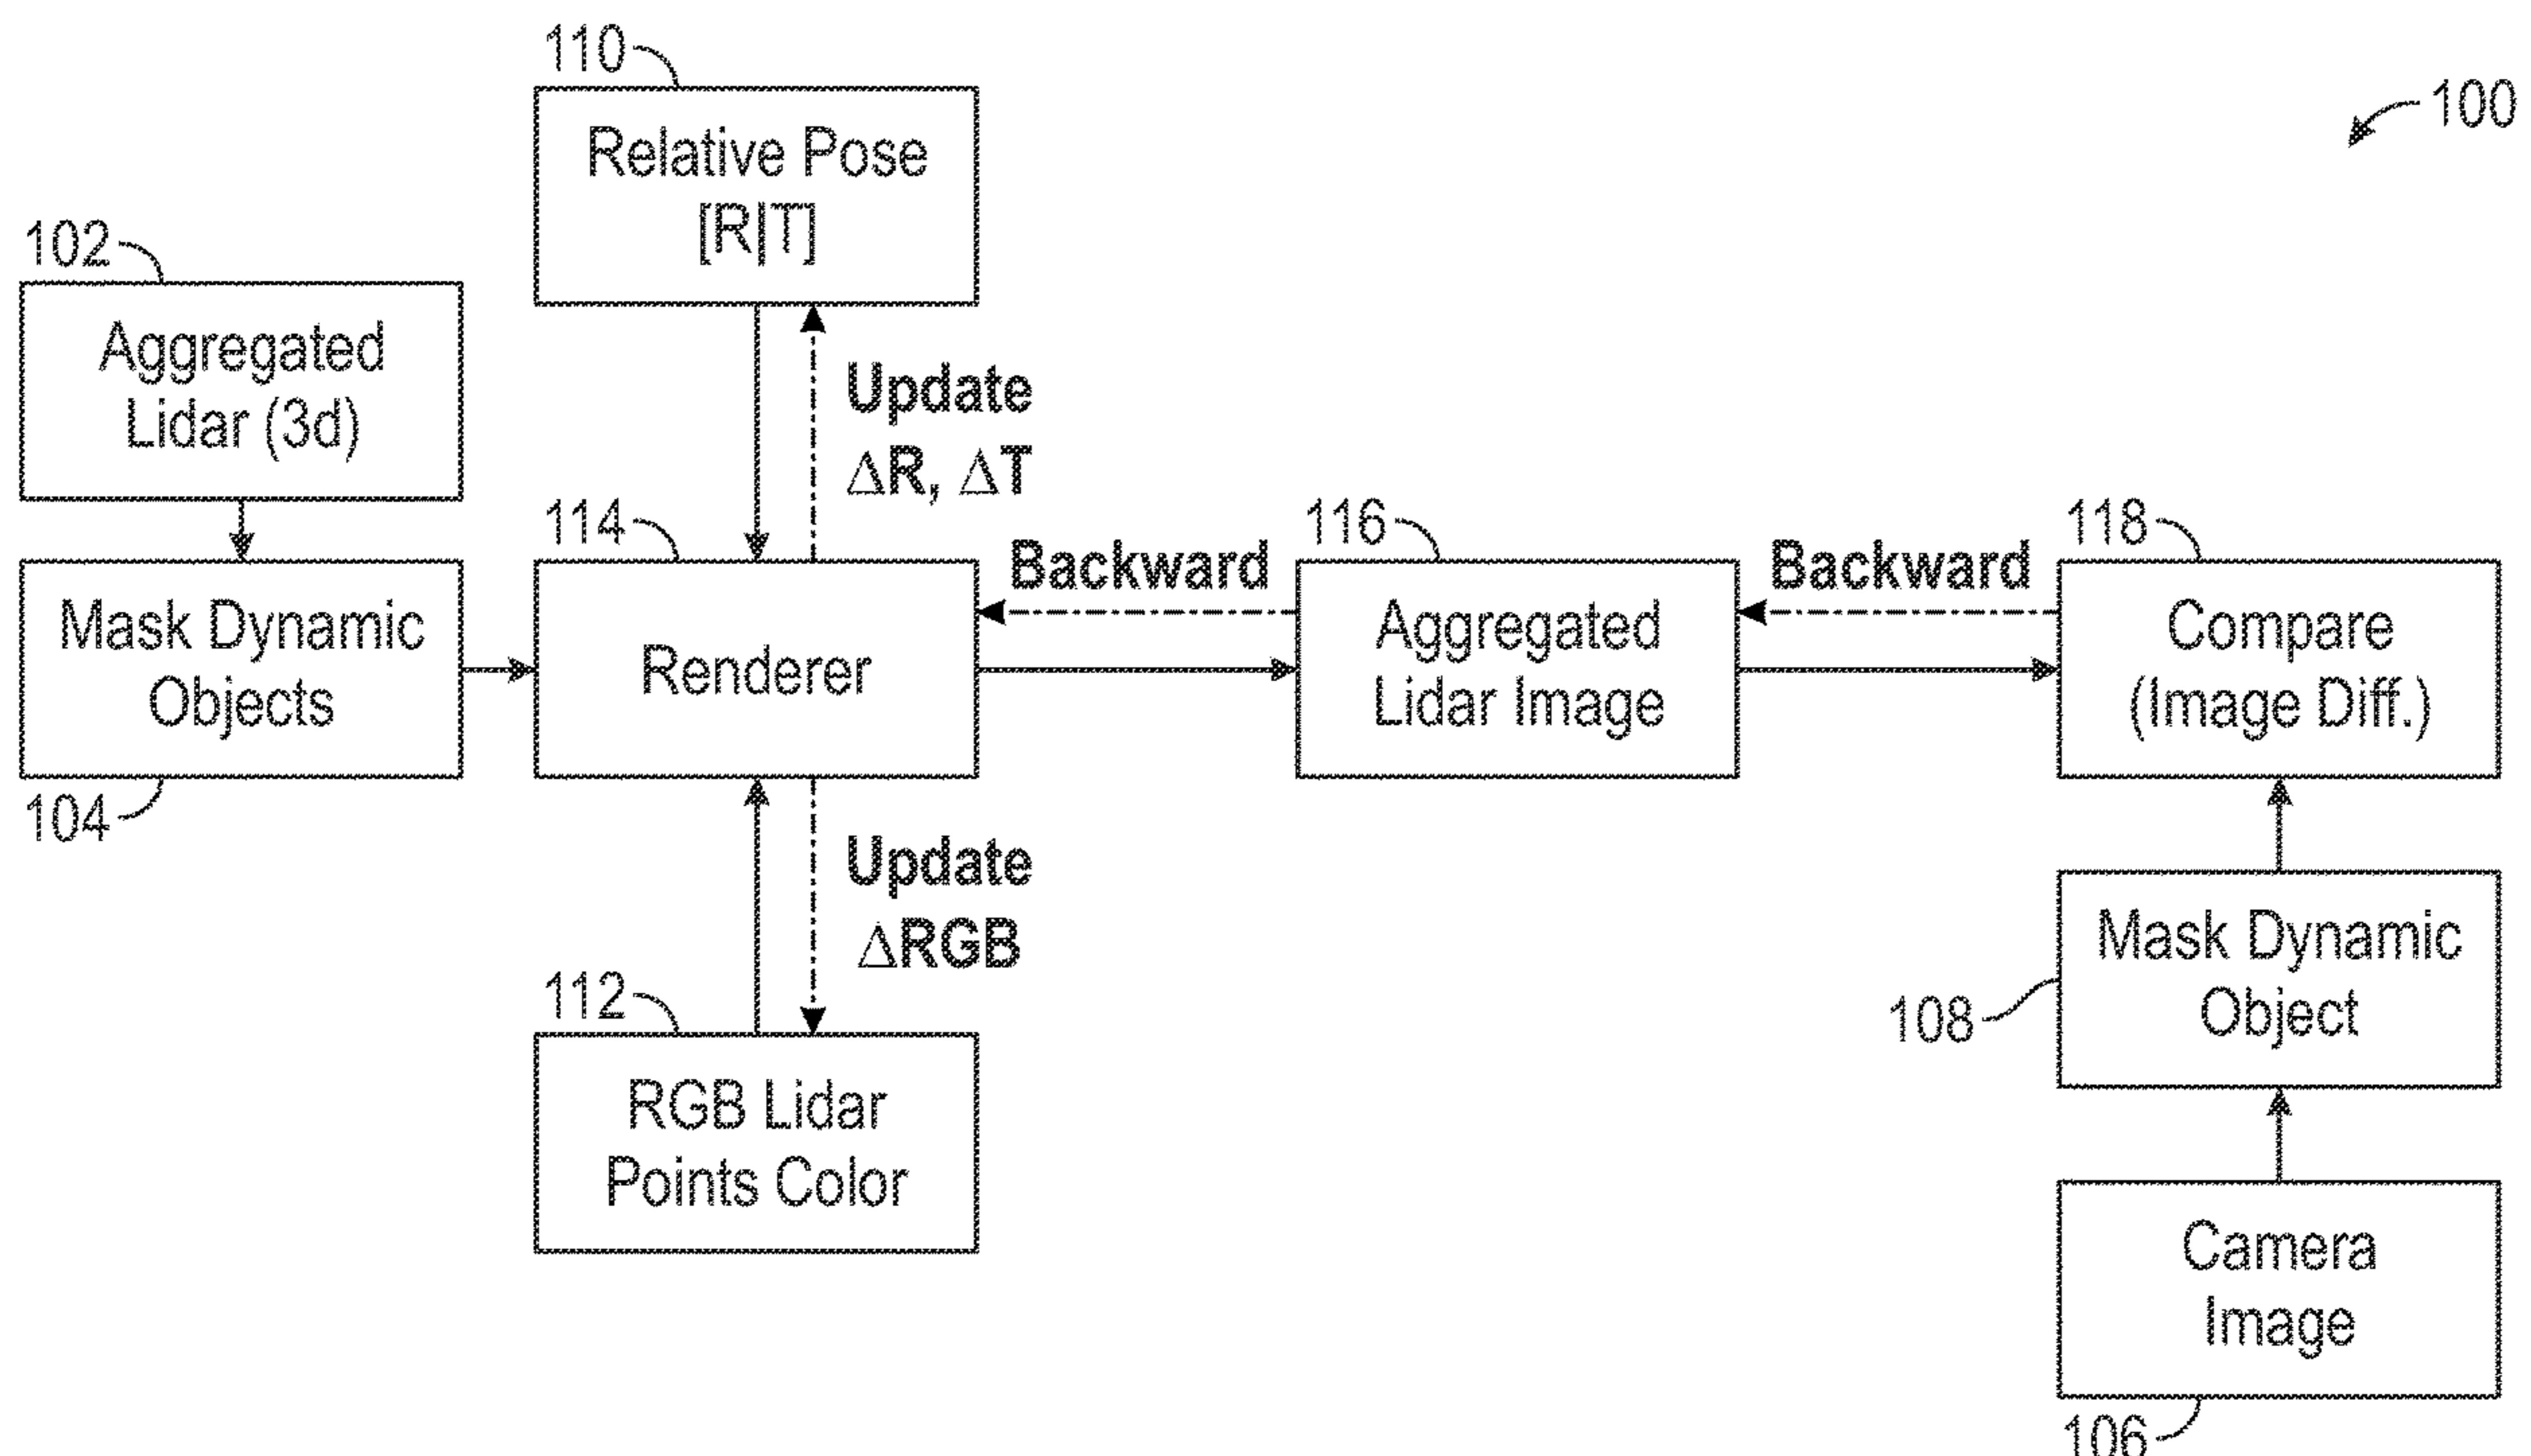 110
100
Relative Pose
[R|T]
102
Aggregated
Lidar (3d)
Update
ΔR, ΔT
114
116
118
Backward
Backward
Mask Dynamic
Objects
Renderer
Aggregated
Lidar Image
Compare
(Image Diff.)
104
Update
ΔRGB
112
108
Mask Dynamic
Object
RGB Lidar
Points Color
Camera
Image
106